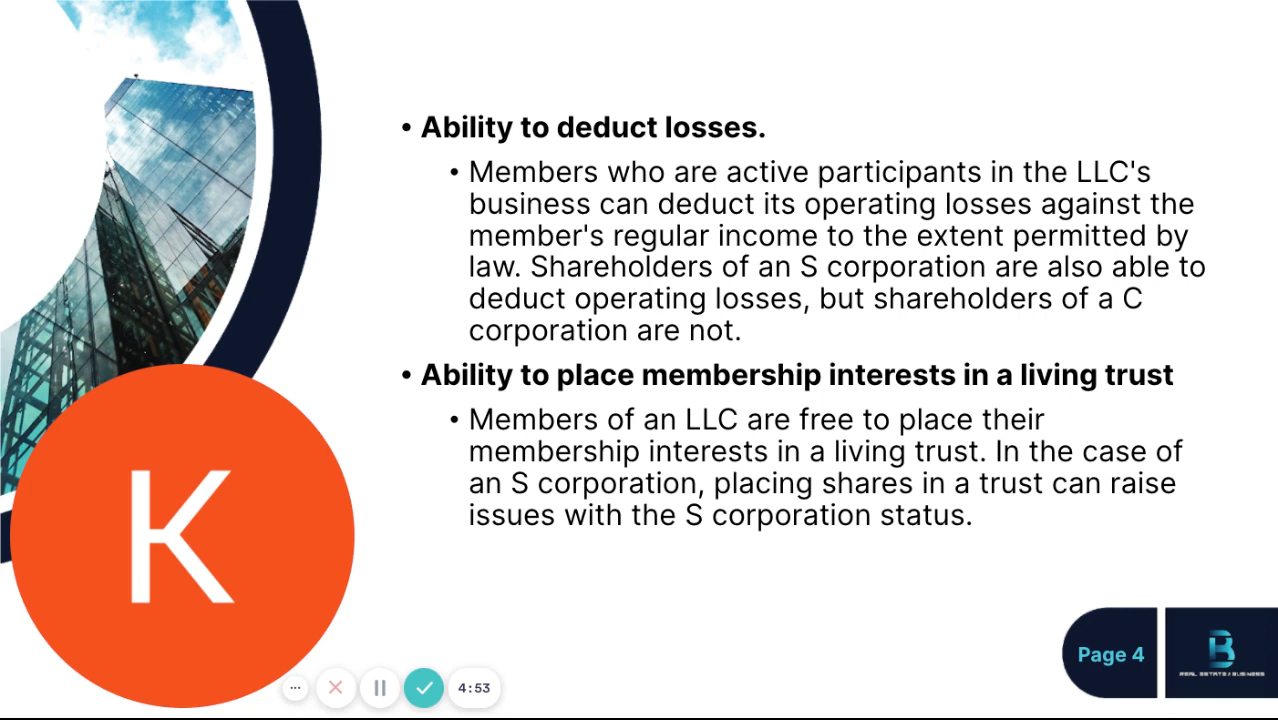 • Ability to deduct losses.
• Members who are active participants in the LLC's
business can deduct its operating losses against the
member's regular income to the extent permitted by
law. Shareholders of an S corporation are also able to
deduct operating losses, but shareholders of a C
corporation are not.
• Ability to place membership interests in a living trust
• Members of an LLC are free to place their
membership interests in a living trust. In the case of
an S corporation, placing shares in a trust can raise
issues with the S corporation status.
K
4:53
Page 4
B
REAL ESTATE & BUSINESS